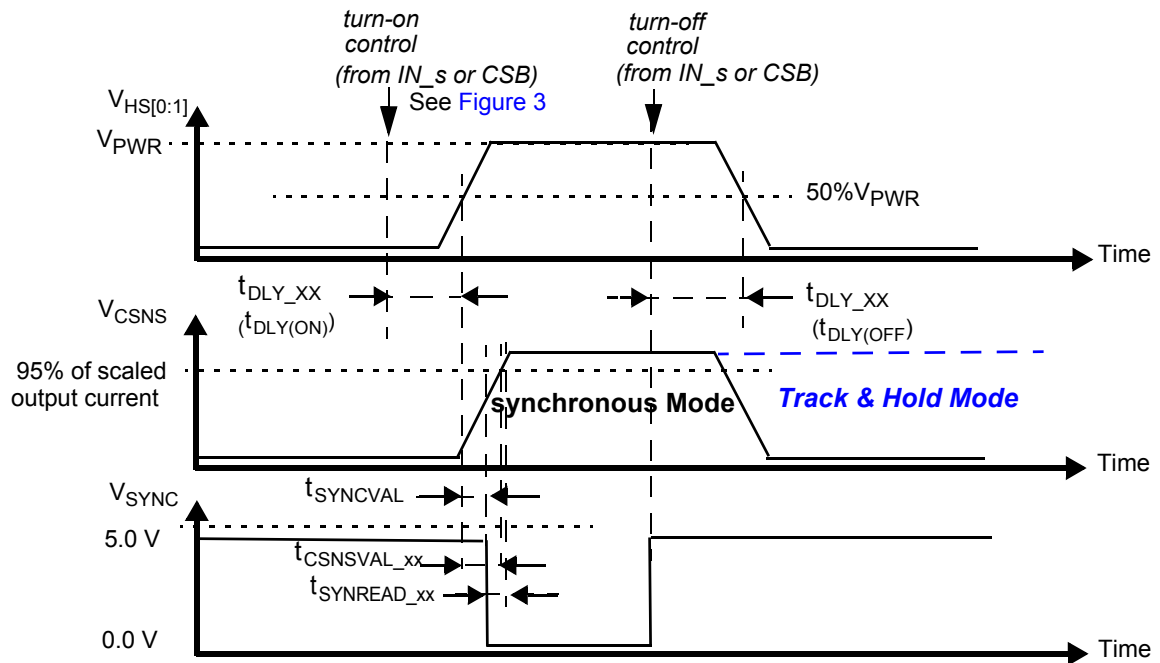 turn-on
control
(from IN_s or CSB)
See Figure 3
turn-off
control
(from IN_s or CSB)
VHS[0:1]
VPWR
50%VPWR
Time
tDLY_XX
(tDLY(ON))
tDLY_XX
(tDLY(OFF)
VCSNS
95% of scaled
output current
synchronous Mode
Track & Hold Mode
Time
tSYNCVAL
VSYNC
5.0 V
tCSNSVAL_xx
tSYNREAD_xx
0.0 V
Time